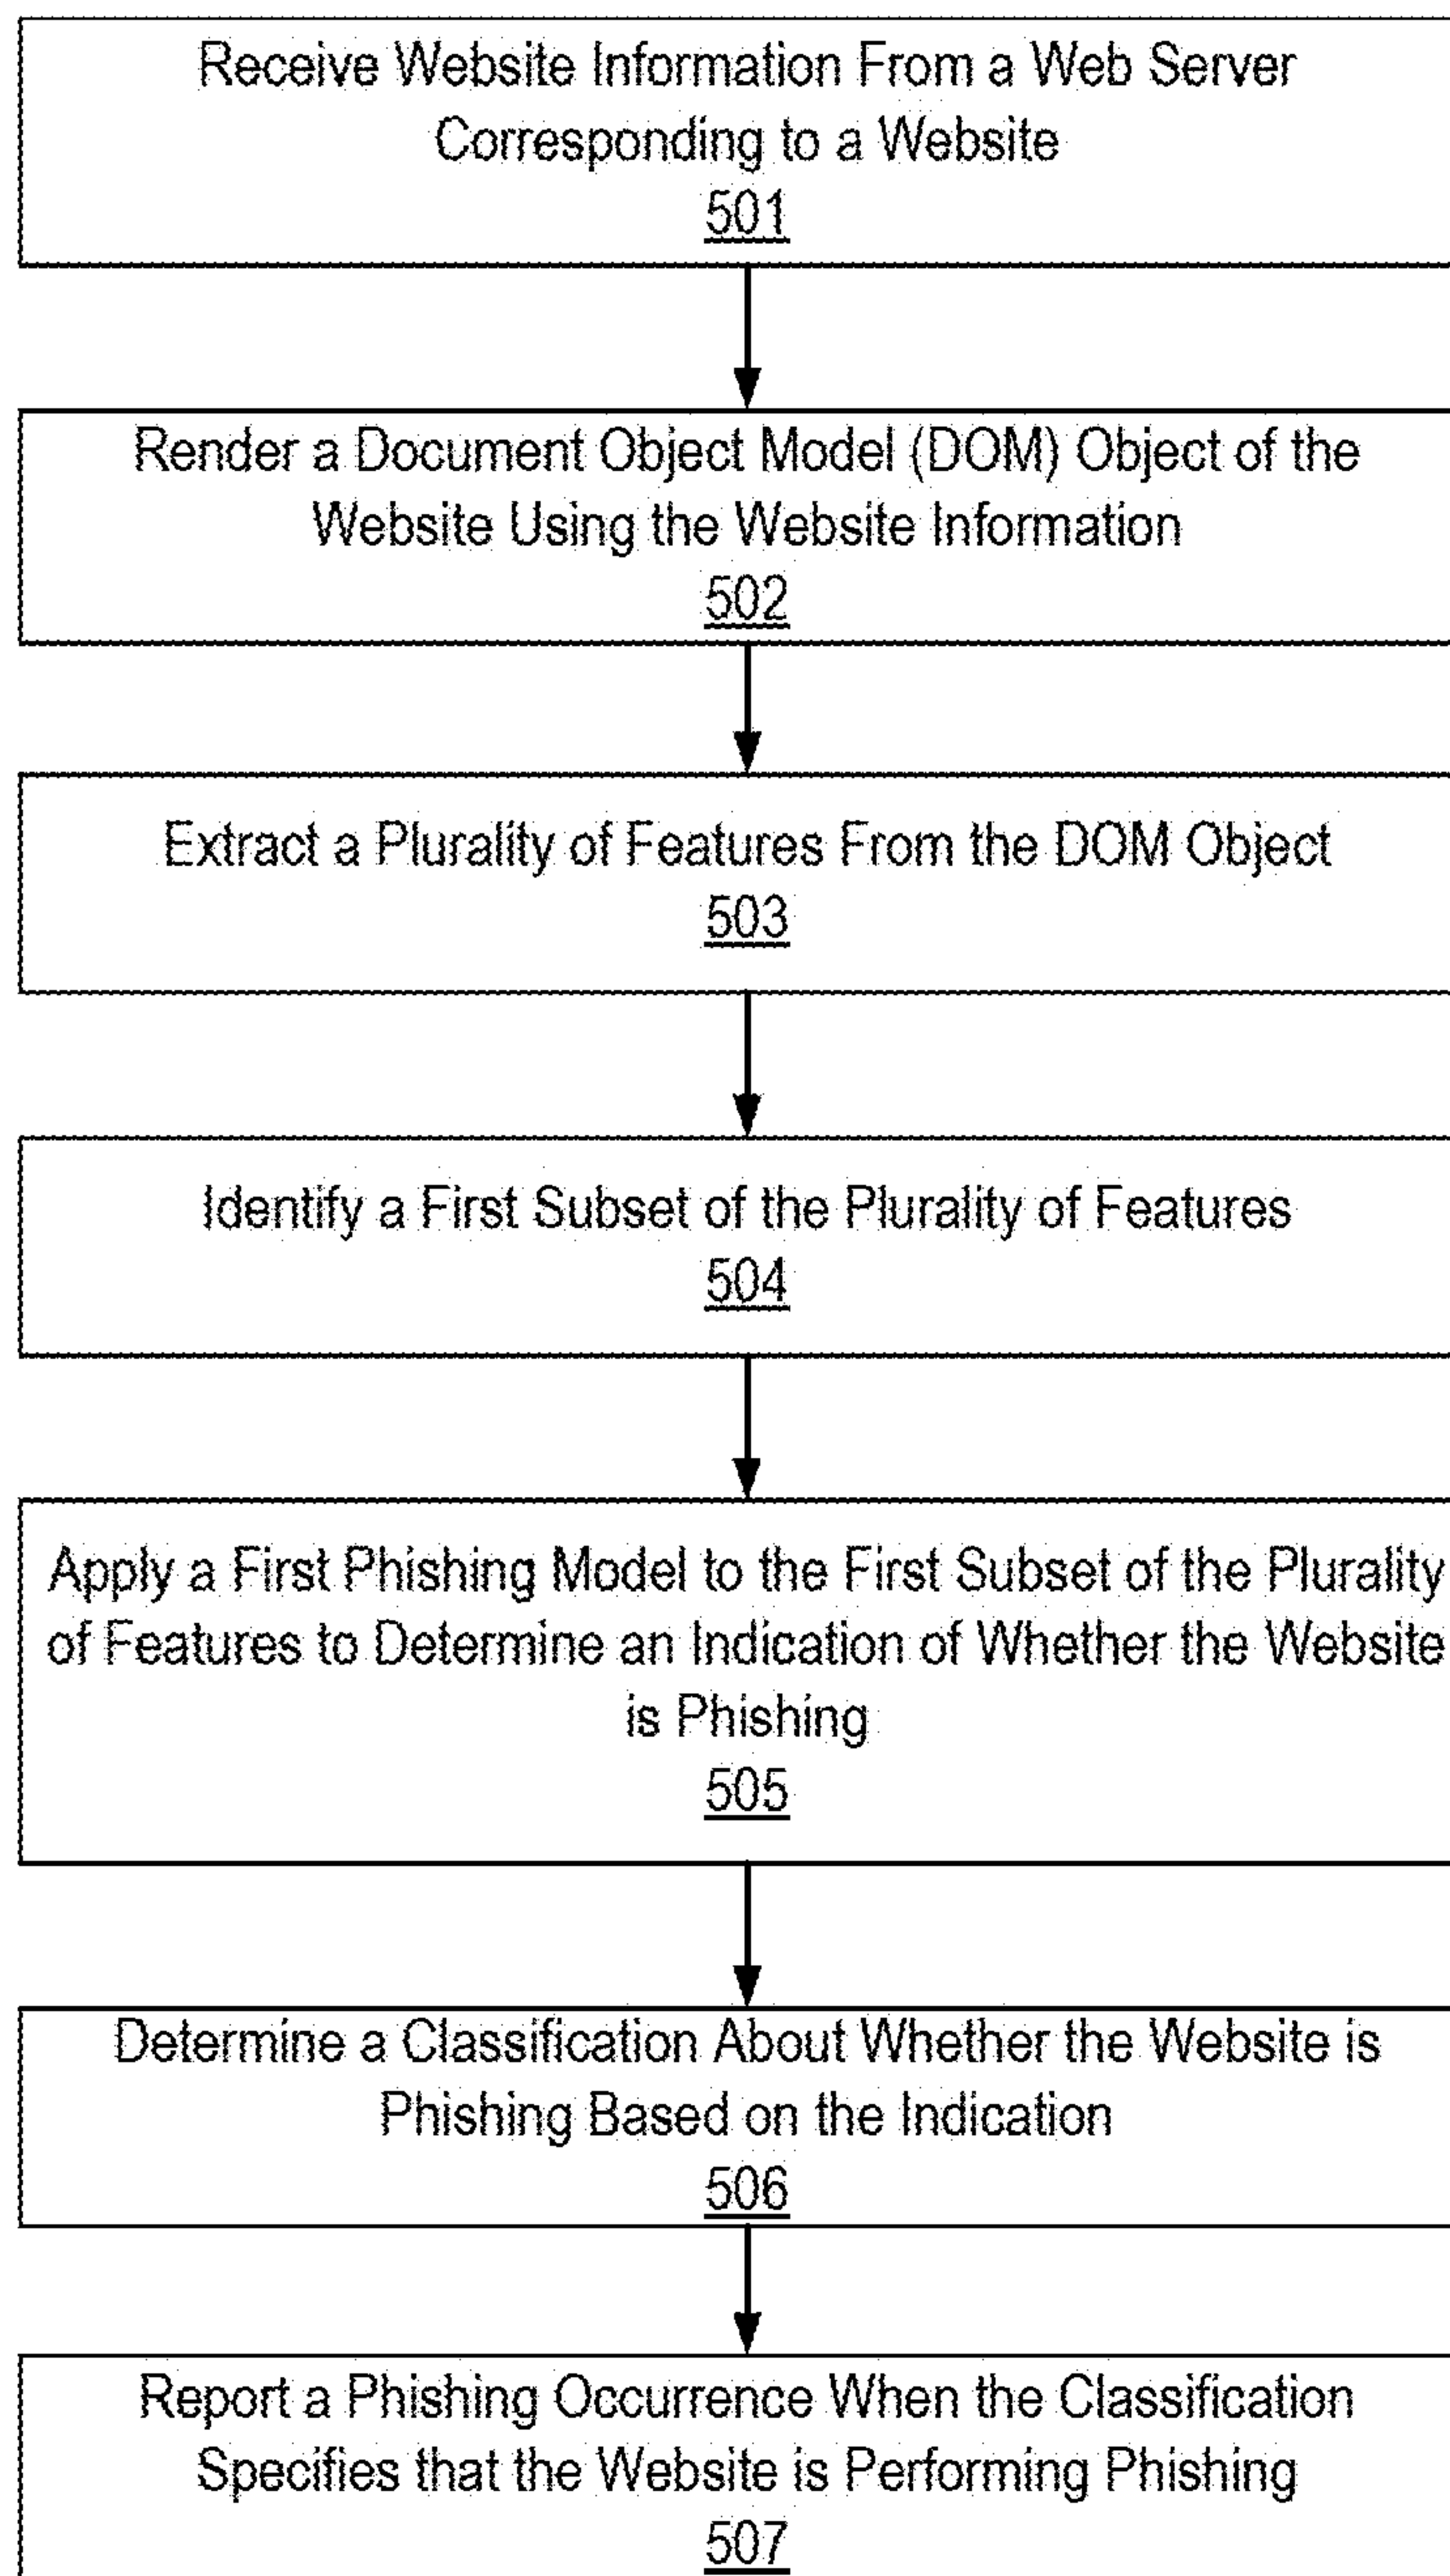 Receive Website Information From a Web Server
Corresponding to a Website
501
Render a Document Object Model (DOM) Object of the
Website Using the Website Information
502
Extract a Plurality of Features From the DOM Object
503
Identify a First Subset of the Plurality of Features
504
Apply a First Phishing Model to the First Subset of the Plurality
of Features to Determine an Indication of Whether the Website
is Phishing
505
Determine a Classification About Whether the Website is
Phishing Based on the Indication
506
Report a Phishing Occurrence When the Classification
Specifies that the Website is Performing Phishing
507